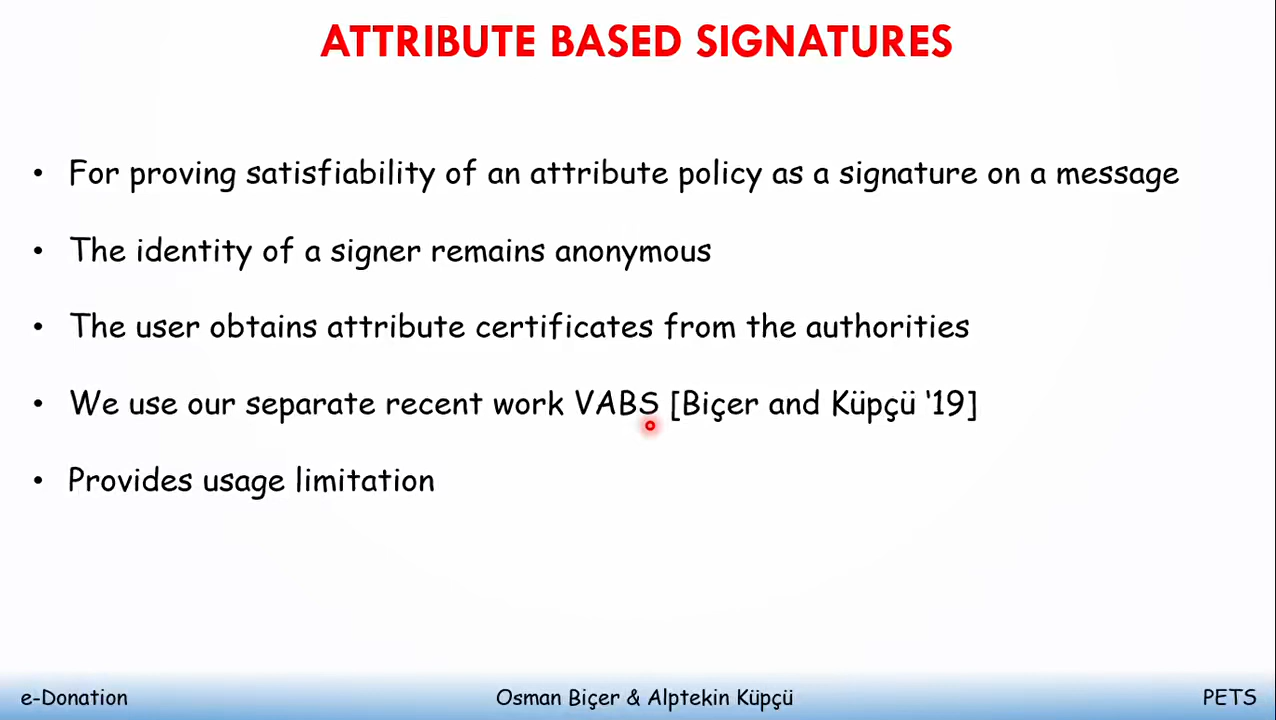 ATTRIBUTE BASED SIGNATURES
• For proving satisfiability of an attribute policy as a signature on a message
• The identity of a signer remains anonymous
• The user obtains attribute certificates from the authorities
• We use our separate recent work VABS [Biçer and Küpçü '19]
• Provides usage limitation
e-Donation
Osman Biçer & Alptekin Küpçü
PETS